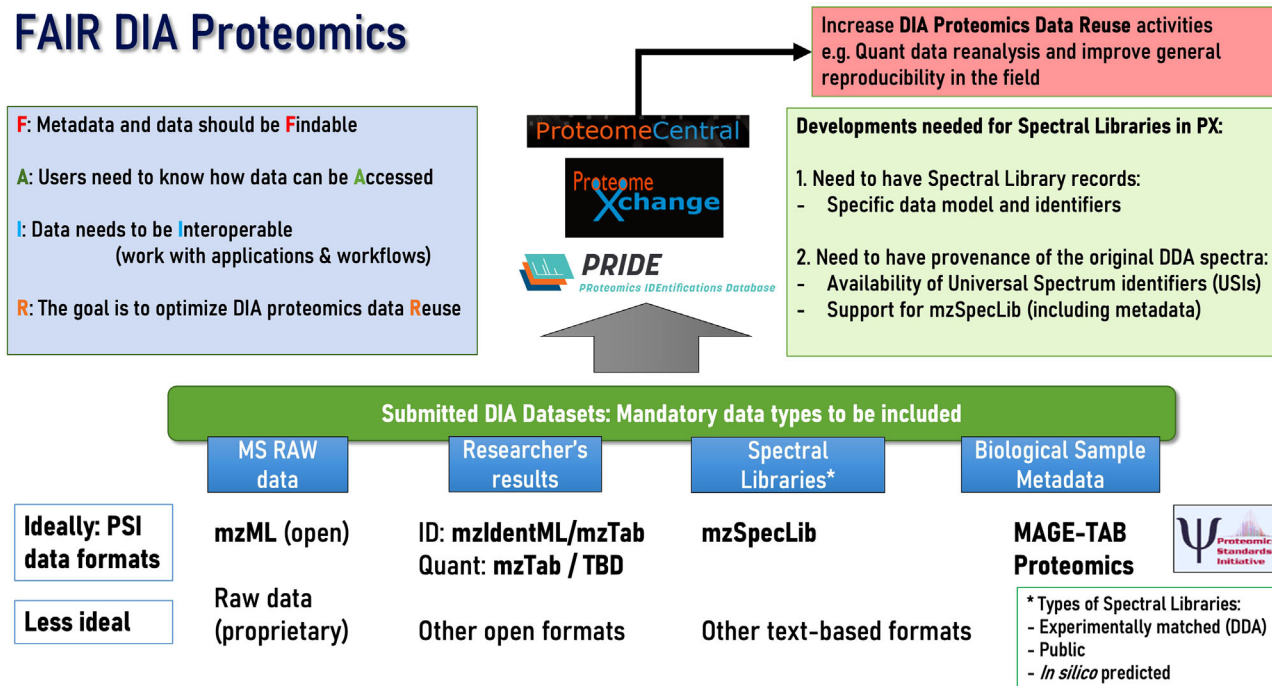 FAIR DIA Proteomics
F: Metadata and data should be Findable
A: Users need to know how data can be Accessed
I: Data needs to be Interoperable
(work with applications & workflows)
R: The goal is to optimize DIA proteomics data Reuse
ProteomeCentral
Proteome
Xchange
PRIDE
PRoteomics IDEntifications Database
Increase DIA Proteomics Data Reuse activities
e.g. Quant data reanalysis and improve general
reproducibility in the field
Developments needed for Spectral Libraries in PX:
1. Need to have Spectral Library records:
- Specific data model and identifiers
2. Need to have provenance of the original DDA spectra:
- Availability of Universal Spectrum identifiers (USIs)
- Support for mzSpecLib (including metadata)
Submitted DIA Datasets: Mandatory data types to be included
MS RAW
data
Researcher's
results
Spectral
Libraries*
Biological Sample
Metadata
Ideally: PSI
data formats
mzML (open)
ID: mzIdentML/mzTab
Quant: mzTab / TBD
mzSpecLib
MAGE-TAB
Proteomics
Ψ Proteomics
Standards
Initiative
Less ideal
Raw data
(proprietary)
Other open formats
Other text-based formats
* Types of Spectral Libraries:
- Experimentally matched (DDA)
- Public
- In silico predicted